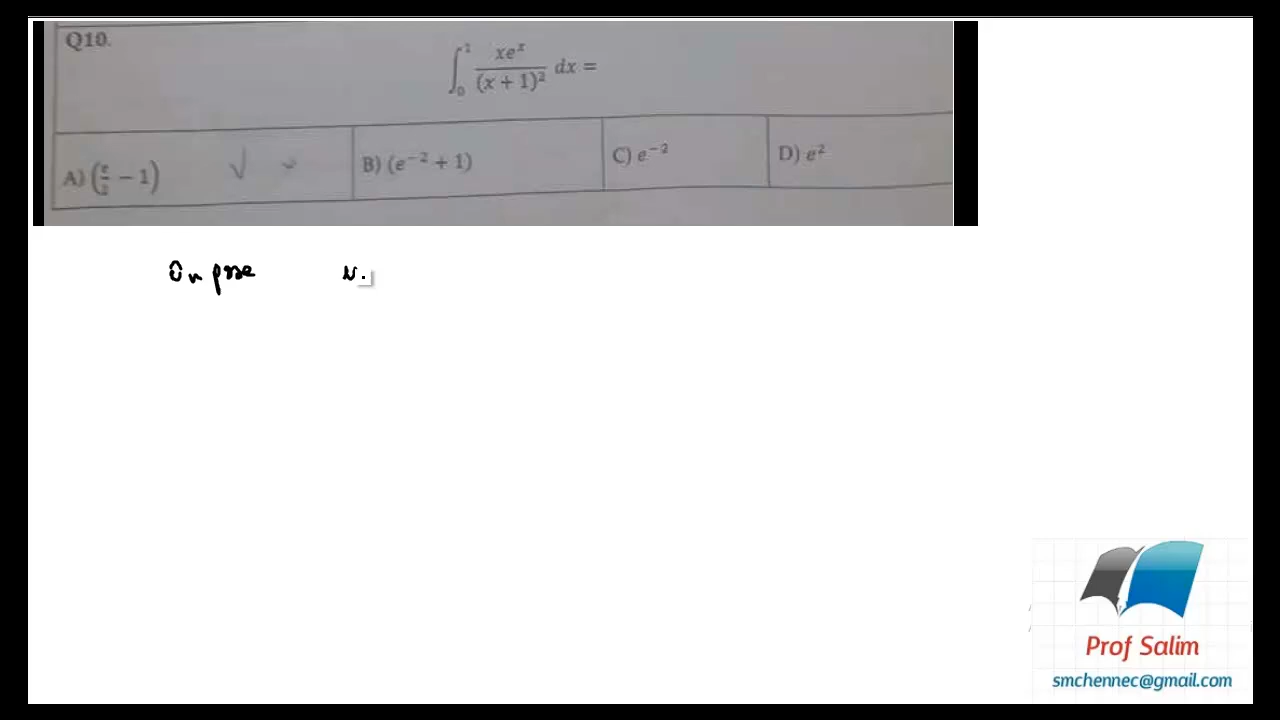 Q10.
∫₀¹ xeˣ/(x + 1)² dx =
A) (e/2 − 1) √
B) (e⁻² + 1)
C) e⁻²
D) e²
On pose u.
Prof Salim
smchennec@gmail.com